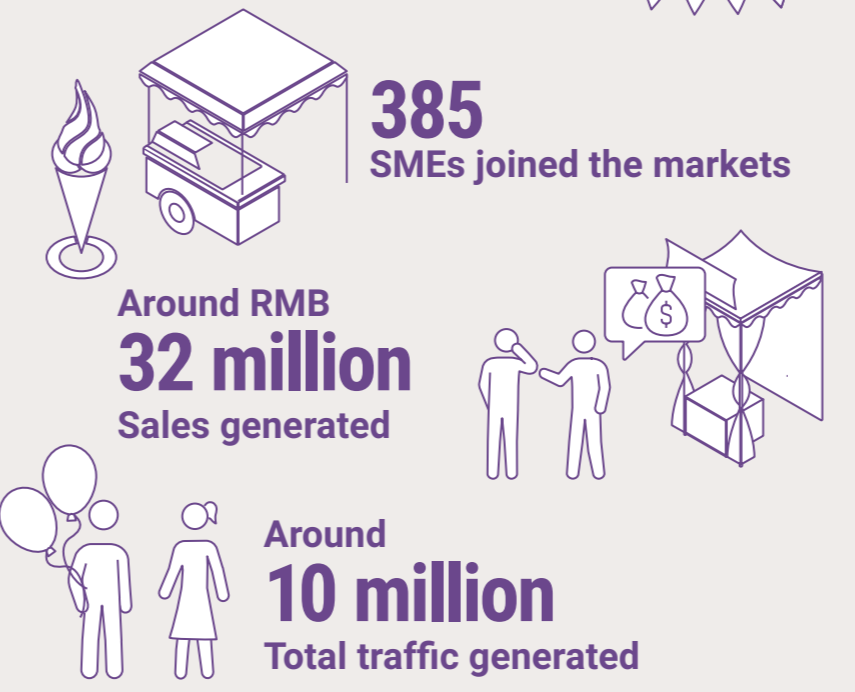 385
SMEs joined the markets
Around RMB
32 million
Sales generated
$
Around
10 million
Total traffic generated